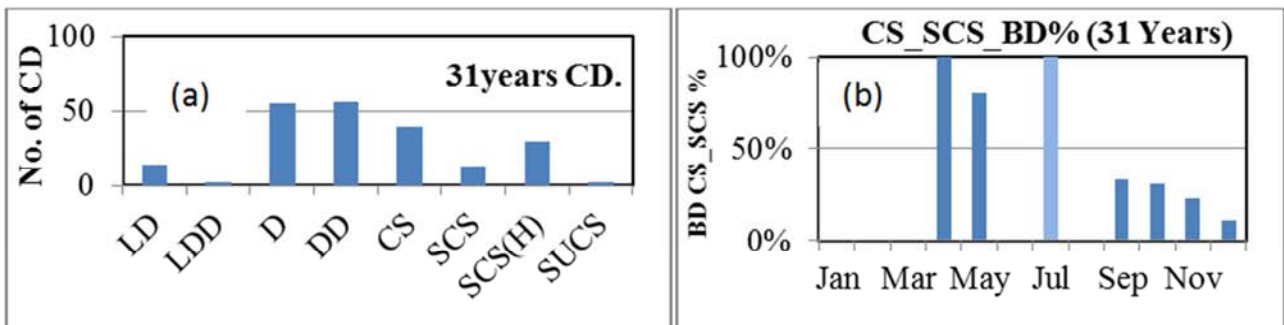 100
50
0
No. of CD
(a)
31years CD.
LD
LDD
D
DD
CS
SCS
SCS(H)
SUCS
CS_SCS_BD% (31 Years)
100%
50%
0%
BD CS_SCS %
(b)
Jan Mar May Jul Sep Nov